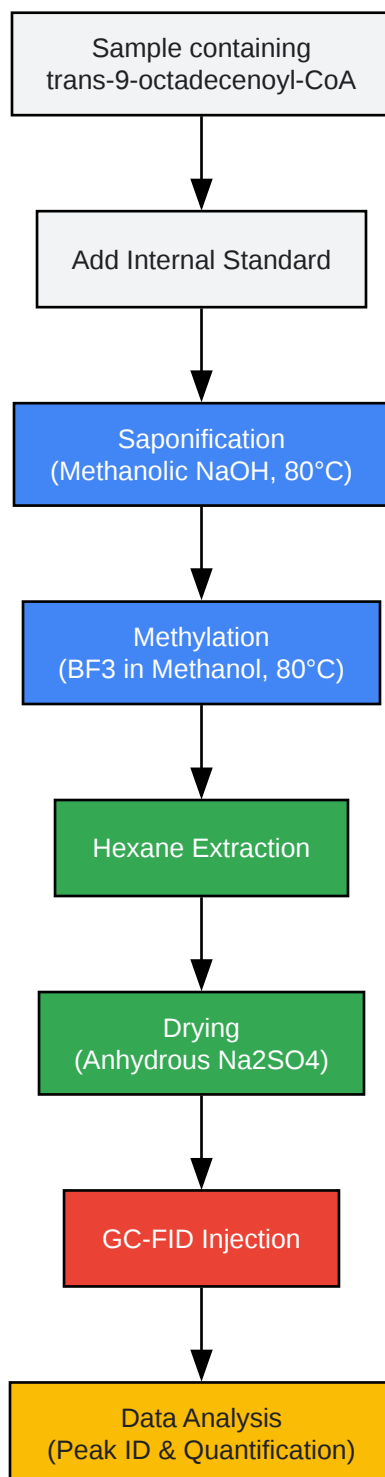 Sample containing
trans-9-octadecenoyl-CoA
Add Internal Standard
Saponification
(Methanolic NaOH, 80°C)
Methylation
(BF3 in Methanol, 80°C)
Hexane Extraction
Drying
(Anhydrous Na2SO4)
GC-FID Injection
Data Analysis
(Peak ID & Quantification)